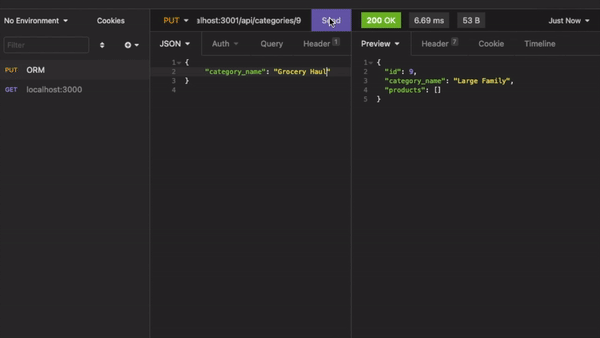 No Environment
Cookies
PUT
alhost:3001/api/categories/9
Send
200 OK
6.69 ms
53 B
Just Now
Filter
JSON
Auth
Query
Header 1
Preview
Header 7
Cookie
Timeline
PUT ORM
GET localhost:3000
1 {
2 "category_name": "Grocery Haul"
3 }
4
1 {
2 "id": 9,
3 "category_name": "Large Family",
4 "products": []
5 }